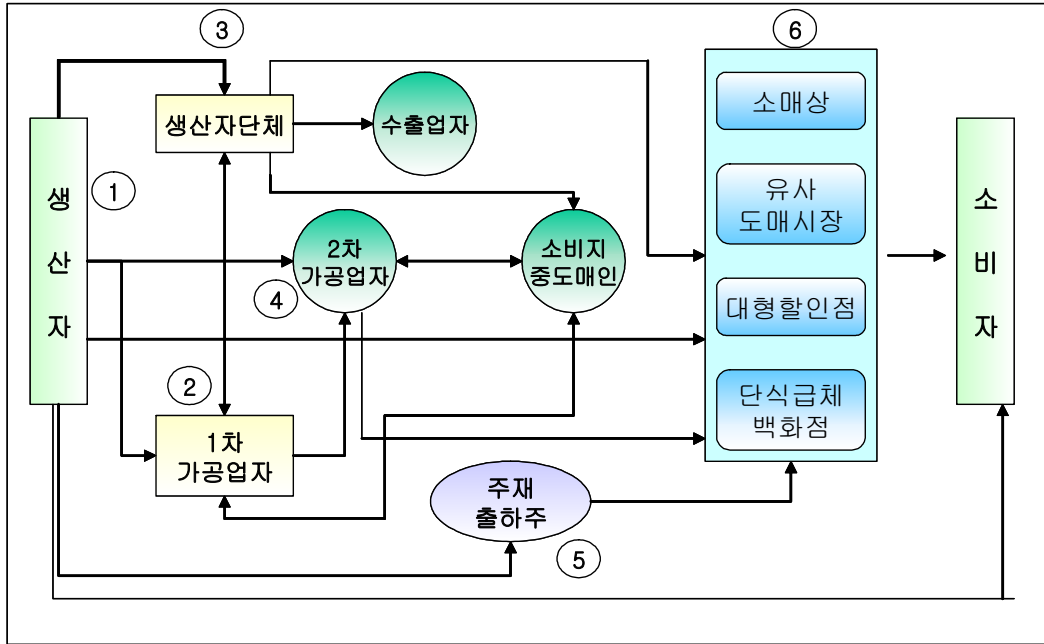 ③
⑥
생산자단체
수출업자
소매상
①
생
산
자
유사
도매시장
소
비
자
2차
가공업자
소비지
중도매인
④
대형할인점
②
1차
가공업자
단식급체
백화점
주재
출하주
⑤